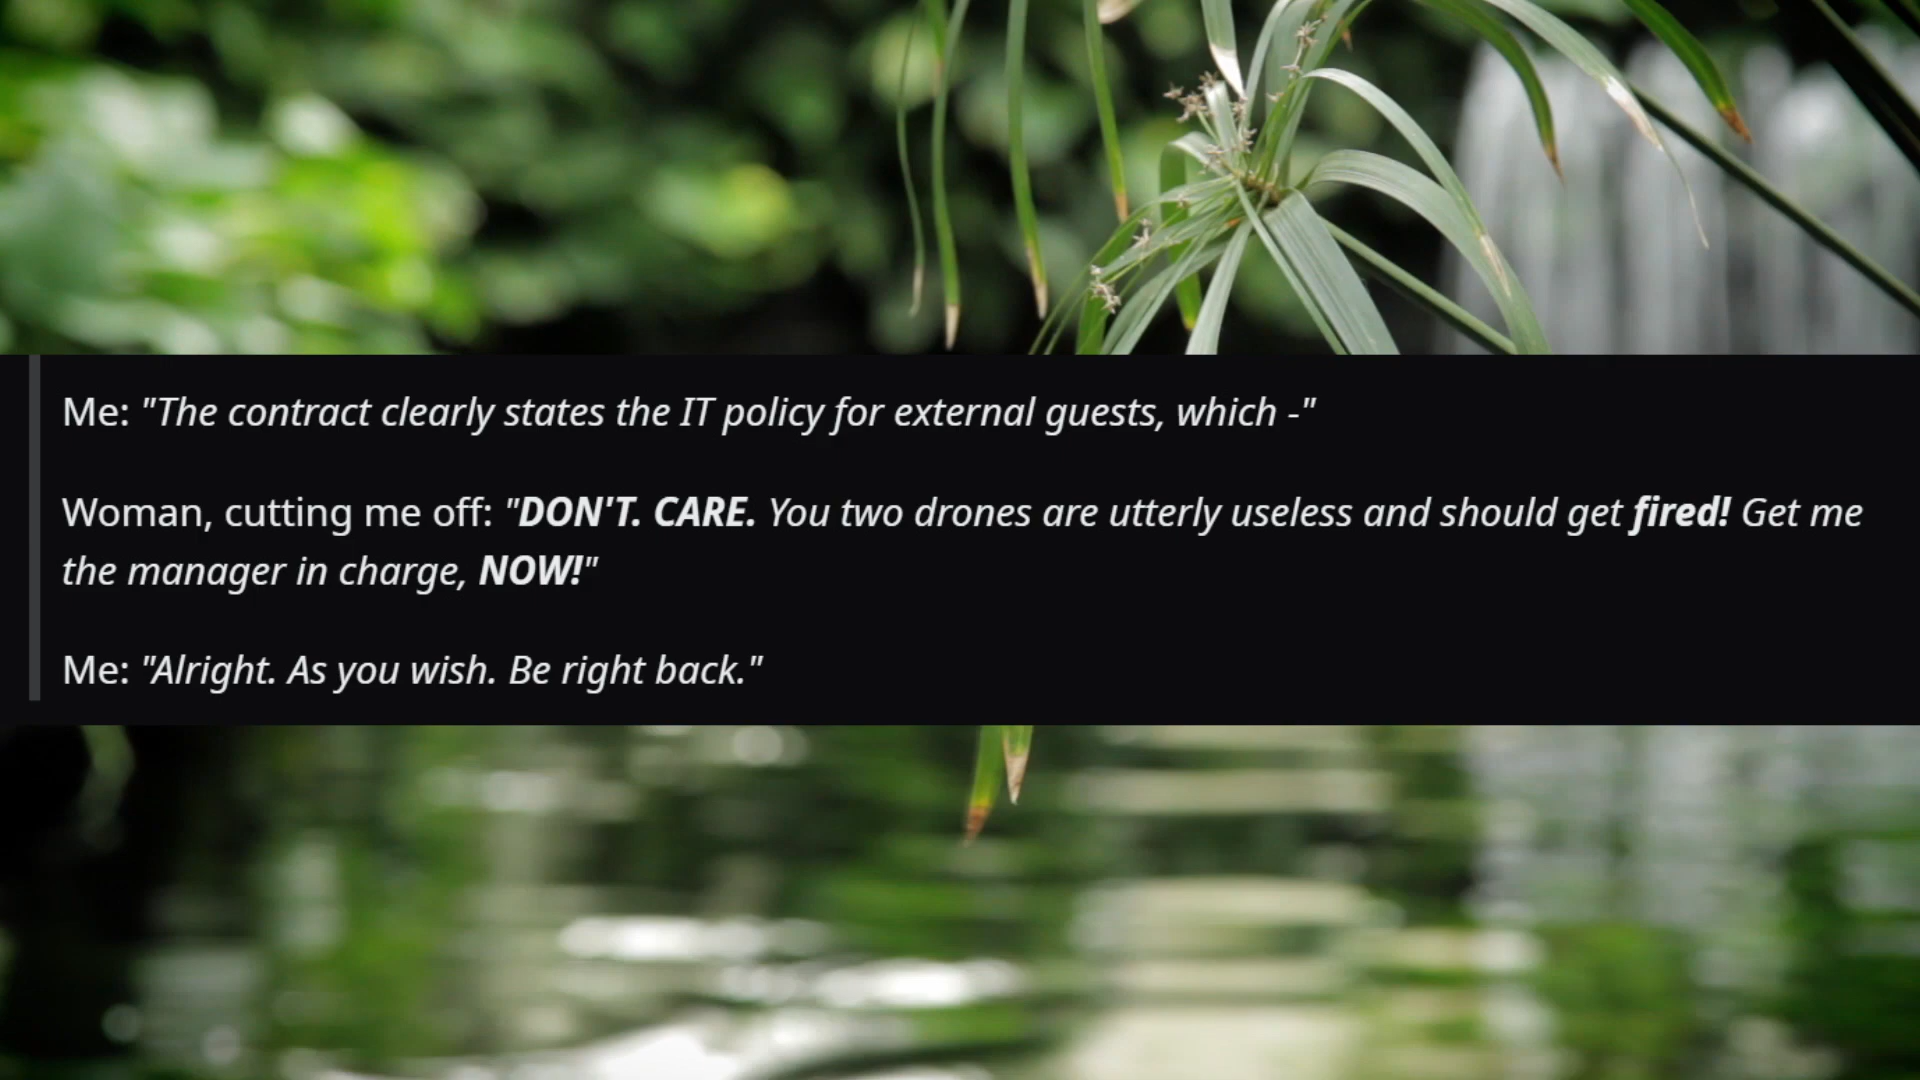 Me: "The contract clearly states the IT policy for external guests, which -"
Woman, cutting me off: "DON'T. CARE. You two drones are utterly useless and should get fired! Get me
the manager in charge, NOW!"
Me: "Alright. As you wish. Be right back."